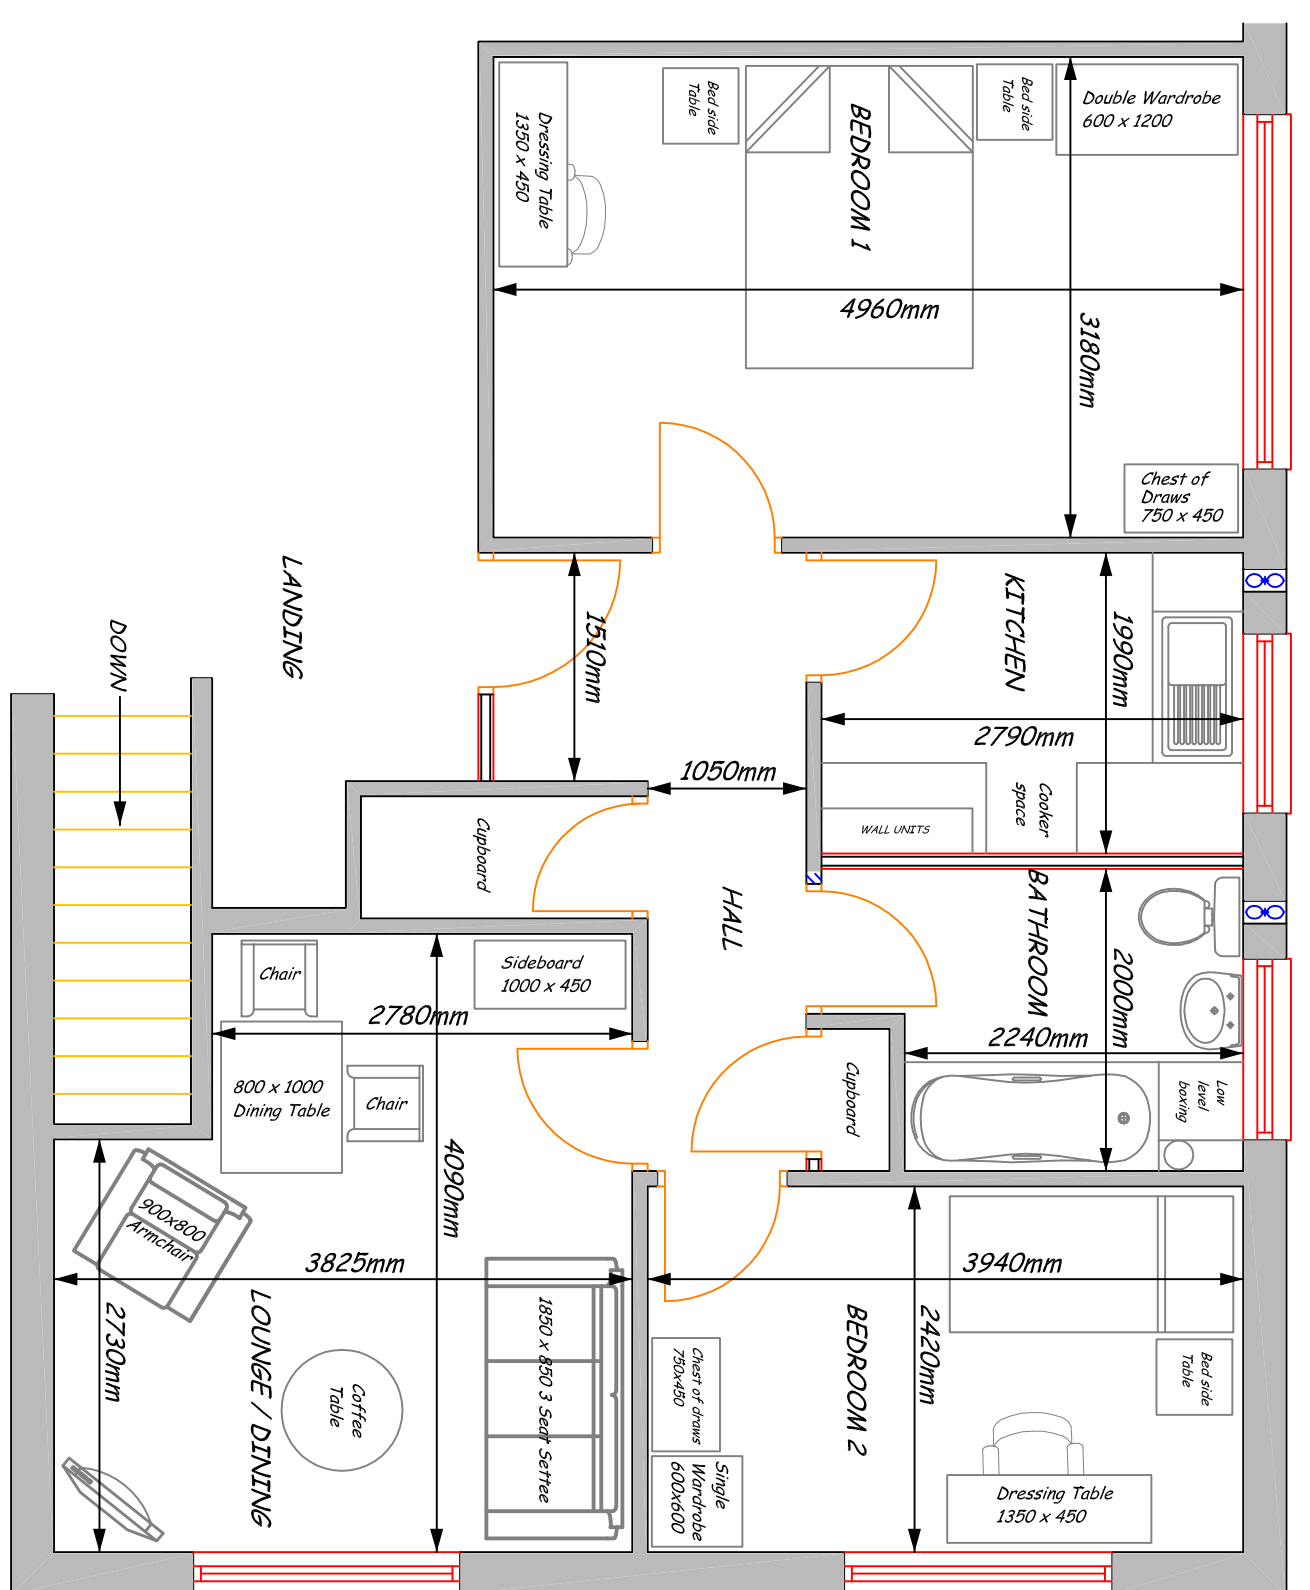 Dressing Table
1350 x 450
Bed side
Table
BEDROOM 1
Bed side
Table
Double Wardrobe
600 x 1200
4960mm
3180mm
Chest of
Draws
750 x 450
LANDING
DOWN
1510mm
KITCHEN
1990mm
2790mm
1050mm
Cooker
space
WALL UNITS
Cupboard
HALL
BATHROOM
2000mm
2240mm
Low
level
boxing
Cupboard
Chair
Sideboard
1000 x 450
2780mm
800 x 1000
Dining Table
Chair
4090mm
900x800
Armchair
3825mm
2730mm
LOUNGE / DINING
Coffee
Table
1850 x 850 3 Seat Settee
3940mm
2420mm
BEDROOM 2
Bed side
Table
Chest of draws
750x450
Single
Wardrobe
600x600
Dressing Table
1350 x 450